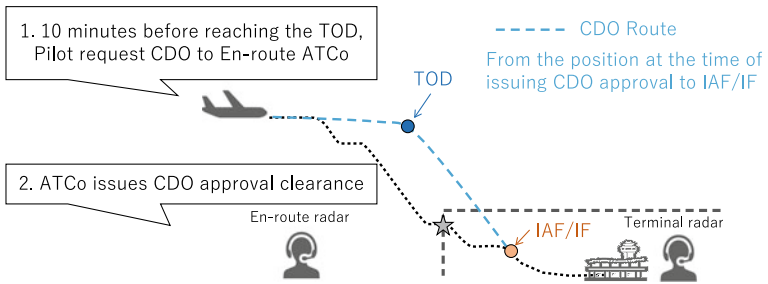 1. 10 minutes before reaching the TOD,
Pilot request CDO to En-route ATCo
CDO Route
From the position at the time of
issuing CDO approval to IAF/IF
TOD
2. ATCo issues CDO approval clearance
En-route radar
IAF/IF
Terminal radar